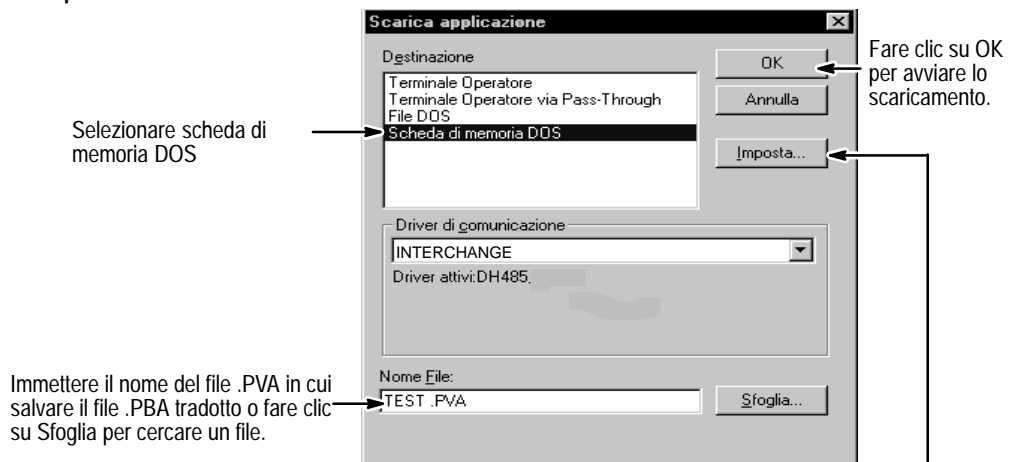 Scarica applicazione
Destinazione
Terminale Operatore
Terminale Operatore via Pass-Through
File DOS
Scheda di memoria DOS
OK
Annulla
Imposta...
Fare clic su OK
per avviare lo
scaricamento.
Selezionare scheda di
memoria DOS
Driver di comunicazione
INTERCHANGE
Driver attivi:DH485,
Immettere il nome del file .PVA in cui
salvare il file .PBA tradotto o fare clic
su Sfoglia per cercare un file.
Nome File:
TEST .PVA
Sfoglia...